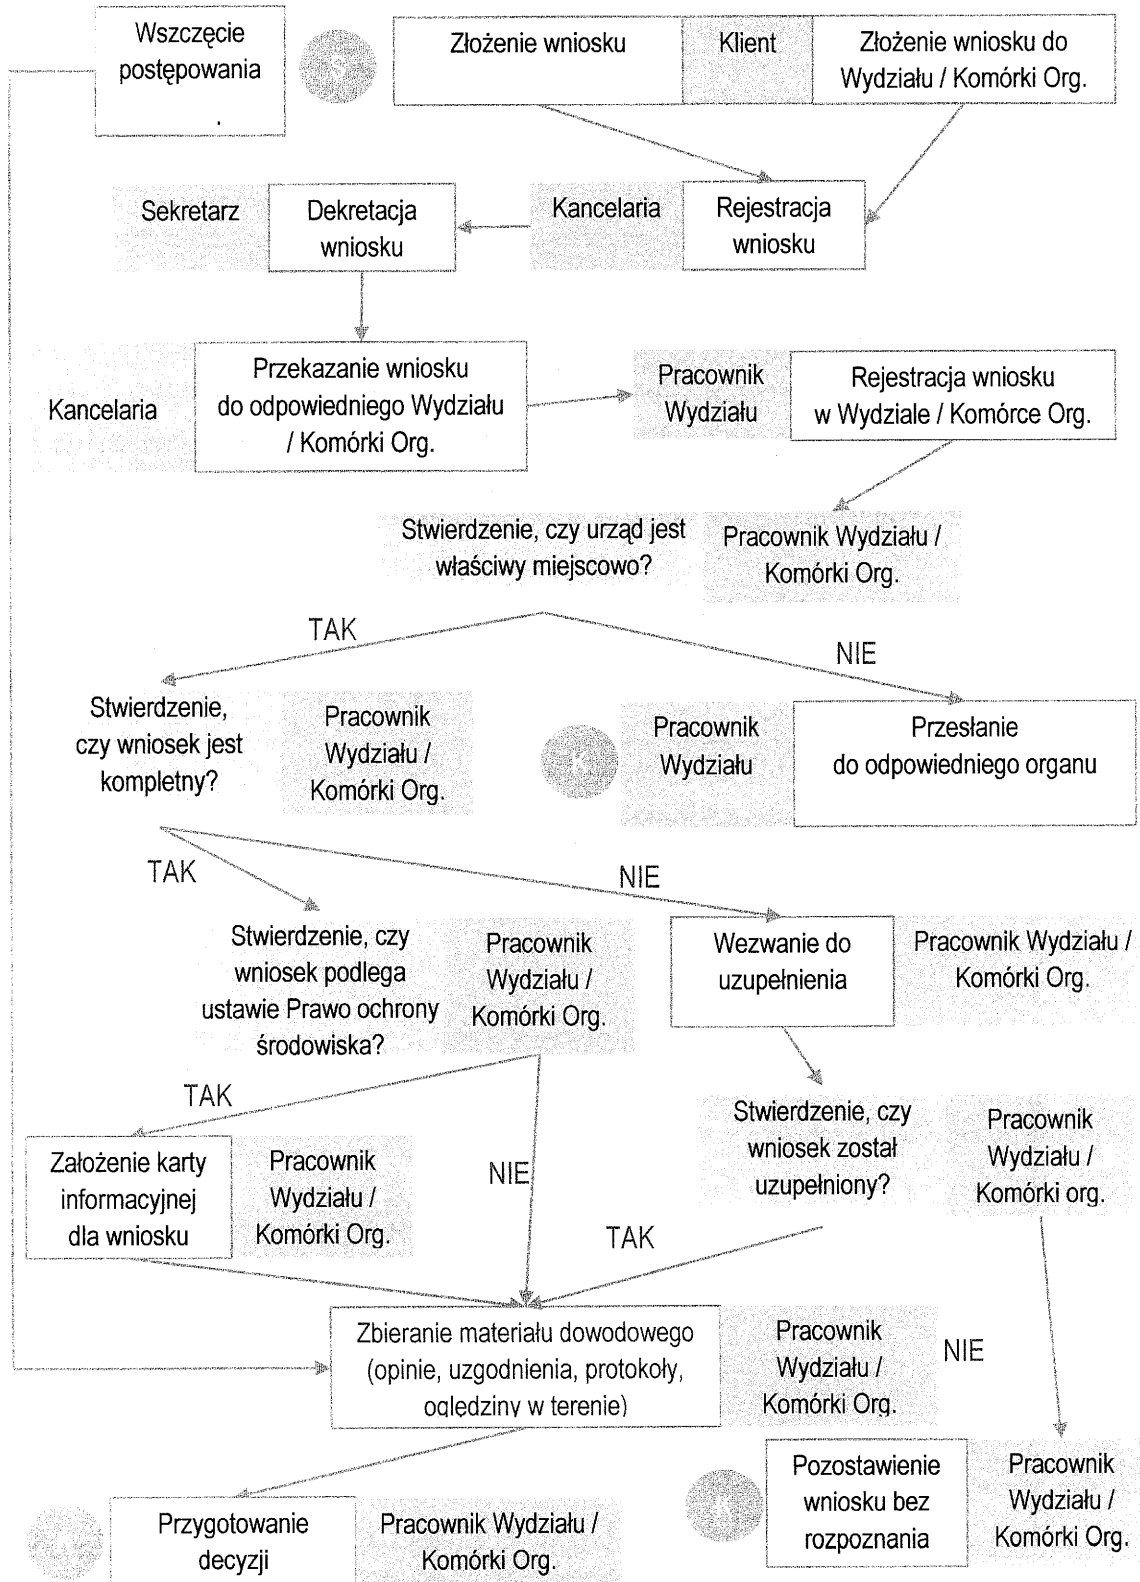 Wszczęcie
postępowania
S
Złożenie wniosku
Klient
Złożenie wniosku do
Wydziału / Komórki Org.
Sekretarz
Dekretacja
wniosku
Kancelaria
Rejestracja
wniosku
Kancelaria
Przekazanie wniosku
do odpowiedniego Wydziału
/ Komórki Org.
Pracownik
Wydziału
Rejestracja wniosku
w Wydziale / Komórce Org.
Stwierdzenie, czy urząd jest
właściwy miejscowo?
Pracownik Wydziału /
Komórki Org.
TAK
NIE
Stwierdzenie,
czy wniosek jest
kompletny?
Pracownik
Wydziału /
Komórki Org.
K
Pracownik
Wydziału
Przesłanie
do odpowiedniego organu
TAK
NIE
Stwierdzenie, czy
wniosek podlega
ustawie Prawo ochrony
środowiska?
Pracownik
Wydziału /
Komórki Org.
Wezwanie do
uzupełnienia
Pracownik Wydziału /
Komórki Org.
TAK
NIE
Stwierdzenie, czy
wniosek został
uzupełniony?
Pracownik
Wydziału /
Komórki org.
Założenie karty
informacyjnej
dla wniosku
Pracownik
Wydziału /
Komórki Org.
TAK
NIE
Zbieranie materiału dowodowego
(opinie, uzgodnienia, protokoły,
oględziny w terenie)
Pracownik
Wydziału /
Komórki Org.
Przygotowanie
decyzji
Pracownik Wydziału /
Komórki Org.
K
Pozostawienie
wniosku bez
rozpoznania
Pracownik
Wydziału /
Komórki Org.